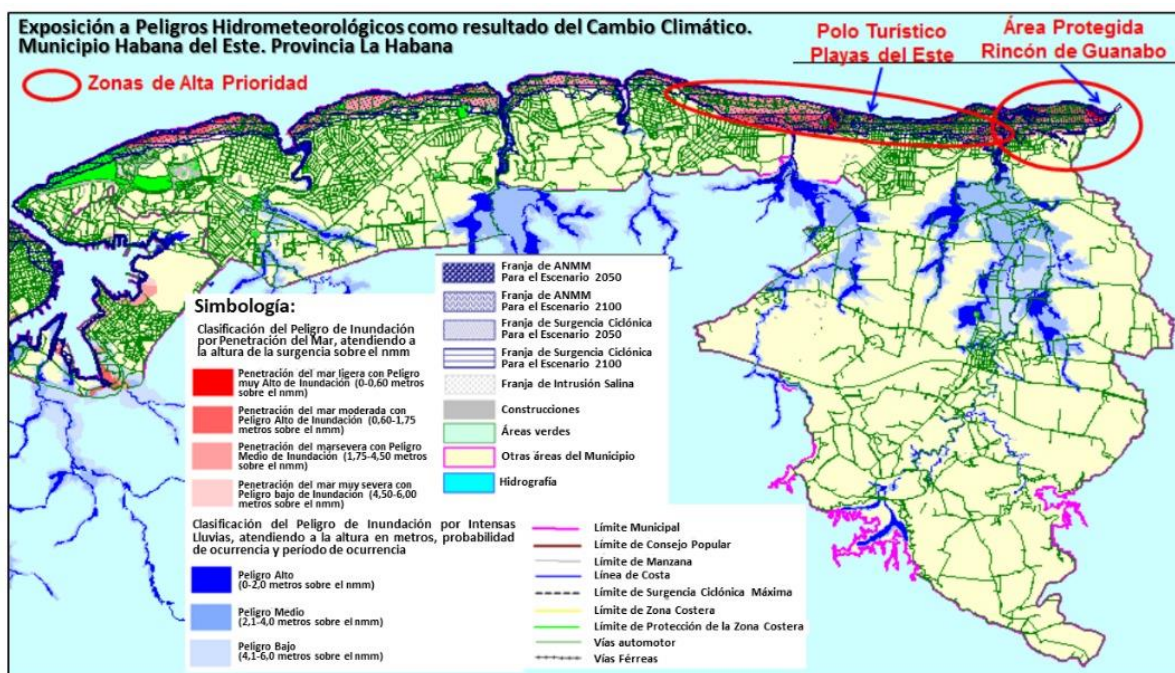 Exposición a Peligros Hidrometeorológicos como resultado del Cambio Climático.
Municipio Habana del Este. Provincia La Habana
Zonas de Alta Prioridad
Polo Turístico
Playas del Este
Área Protegida
Rincón de Guanabo
Simbología:
Clasificación del Peligro de Inundación
por Penetración del Mar, atendiendo a
la altura de la surgencia sobre el nmm
Penetración del mar ligera con Peligro
muy Alto de Inundación (0-0,60 metros
sobre el nmm)
Penetración del mar moderada con
Peligro Alto de Inundación (0,60-1,75
metros sobre el nmm)
Penetración del marsevera con Peligro
Medio de Inundación (1,75-4,50 metros
sobre el nmm)
Penetración del mar muy severa con
Peligro bajo de Inundación (4,50-6,00
metros sobre el nmm)
Clasificación del Peligro de Inundación por Intensas
Lluvias, atendiendo a la altura en metros, probabilidad
de ocurrencia y período de ocurrencia
Peligro Alto
(0-2,0 metros sobre el nmm)
Peligro Medio
(2,1-4,0 metros sobre el nmm)
Peligro Bajo
(4,1-6,0 metros sobre el nmm)
Franja de ANMM
Para el Escenario 2050
Franja de ANMM
Para el Escenario 2100
Franja de Surgencia Ciclónica
Para el Escenario 2050
Franja de Surgencia Ciclónica
Para el Escenario 2100
Franja de Intrusión Salina
Construcciones
Áreas verdes
Otras áreas del Municipio
Hidrografía
Límite Municipal
Límite de Consejo Popular
Límite de Manzana
Línea de Costa
Límite de Surgencia Ciclónica Máxima
Límite de Zona Costera
Límite de Protección de la Zona Costera
Vías automotor
Vías Férreas